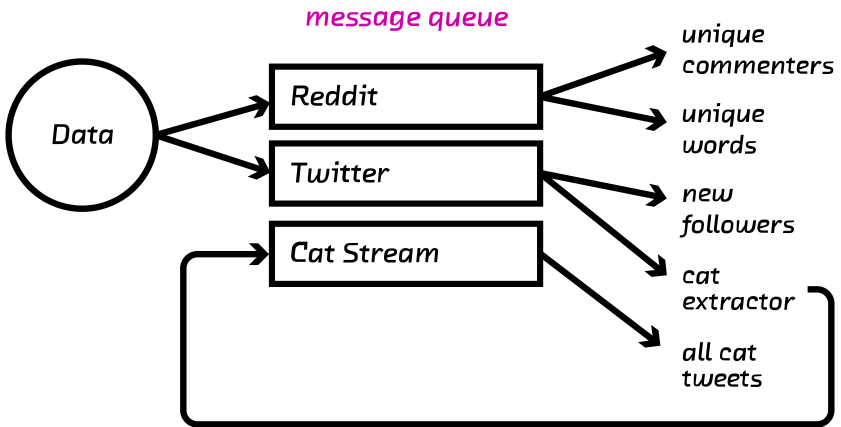 message queue
Data
Reddit
Twitter
Cat Stream
unique
commenters
unique
words
new
followers
cat
extractor
all cat
tweets